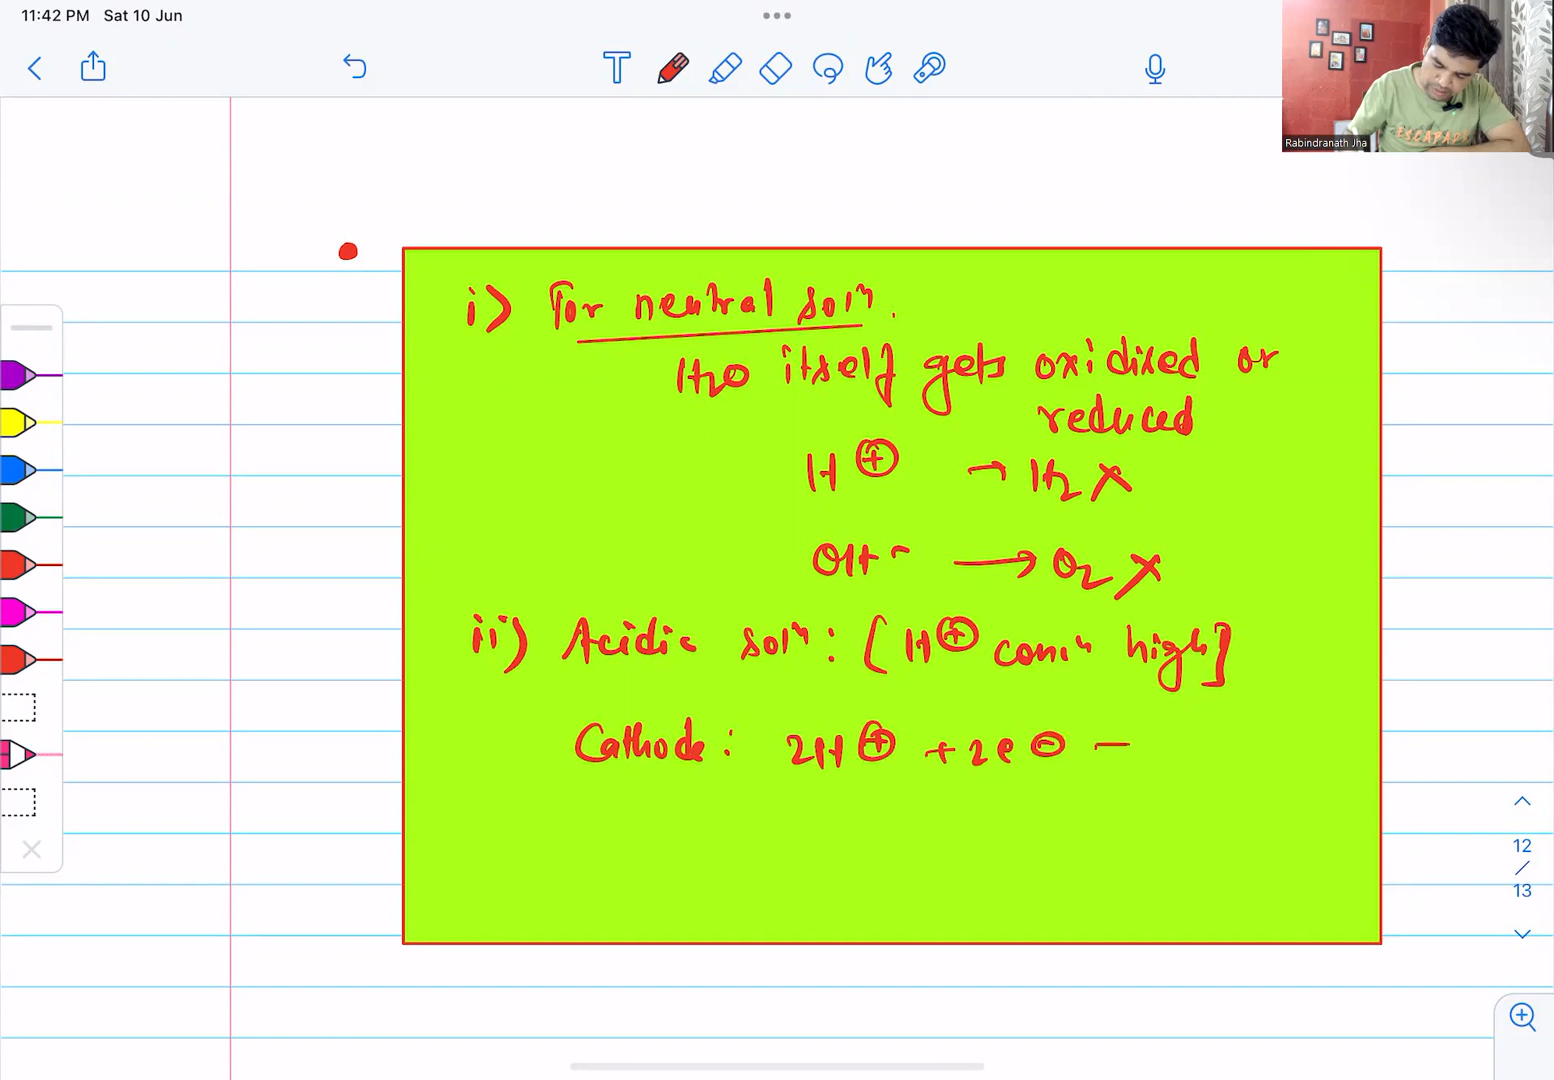 11:42 PM Sat 10 Jun
Rabindranath Jha
i) For neutral solⁿ.
H₂O itself gets oxidised or
reduced
H⊕ → H₂ ✗
OH⁻ → O₂ ✗
ii) Acidic solⁿ: [H⊕ concⁿ high]
Cathode: 2H⊕ + 2e⊖ —
12
/
13